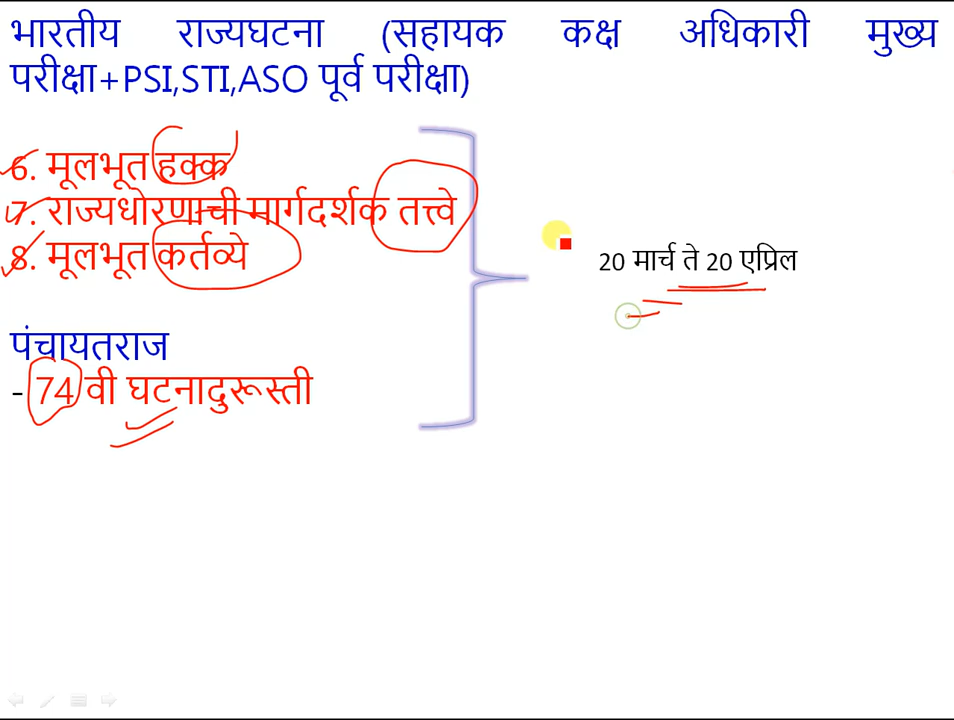 भारतीय राज्यघटना (सहायक कक्ष अधिकारी मुख्य
परीक्षा+PSI,STI,ASO पूर्व परीक्षा)
6. मूलभूत हक्क
7. राज्यधोरणाची मार्गदर्शक तत्त्वे
8. मूलभूत कर्तव्ये
20 मार्च ते 20 एप्रिल
पंचायतराज
- 74 वी घटनादुरूस्ती